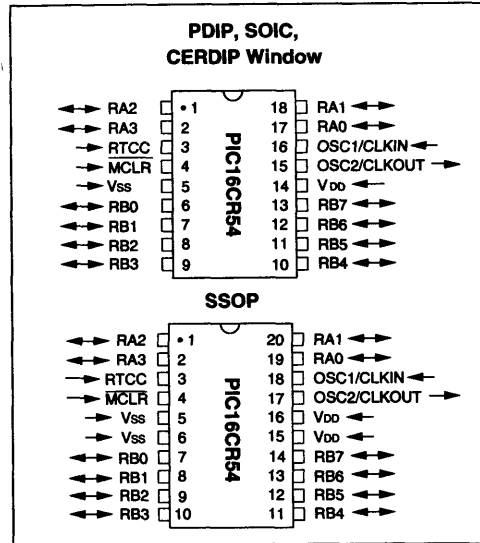 PDIP, SOIC,
CERDIP Window
RA2 • 1 18 RA1
RA3 2 17 RA0
RTCC 3 16 OSC1/CLKIN
MCLR 4 15 OSC2/CLKOUT
Vss 5 14 VDD
RB0 6 13 RB7
RB1 7 12 RB6
RB2 8 11 RB5
RB3 9 10 RB4
PIC16CR54
SSOP
RA2 • 1 20 RA1
RA3 2 19 RA0
RTCC 3 18 OSC1/CLKIN
MCLR 4 17 OSC2/CLKOUT
Vss 5 16 VDD
Vss 6 15 VDD
RB0 7 14 RB7
RB1 8 13 RB6
RB2 9 12 RB5
RB3 10 11 RB4
PIC16CR54